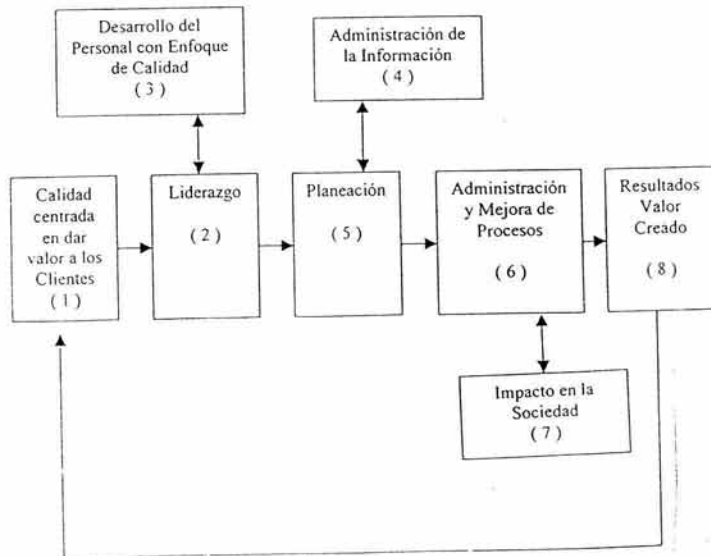 Desarrollo del
Personal con Enfoque
de Calidad
( 3 )
Administración de
la Información
( 4 )
Calidad
centrada
en dar
valor a los
Clientes
( 1 )
Liderazgo
( 2 )
Planeación
( 5 )
Administración
y Mejora de
Procesos
( 6 )
Resultados
Valor
Creado
( 8 )
Impacto en la
Sociedad
( 7 )